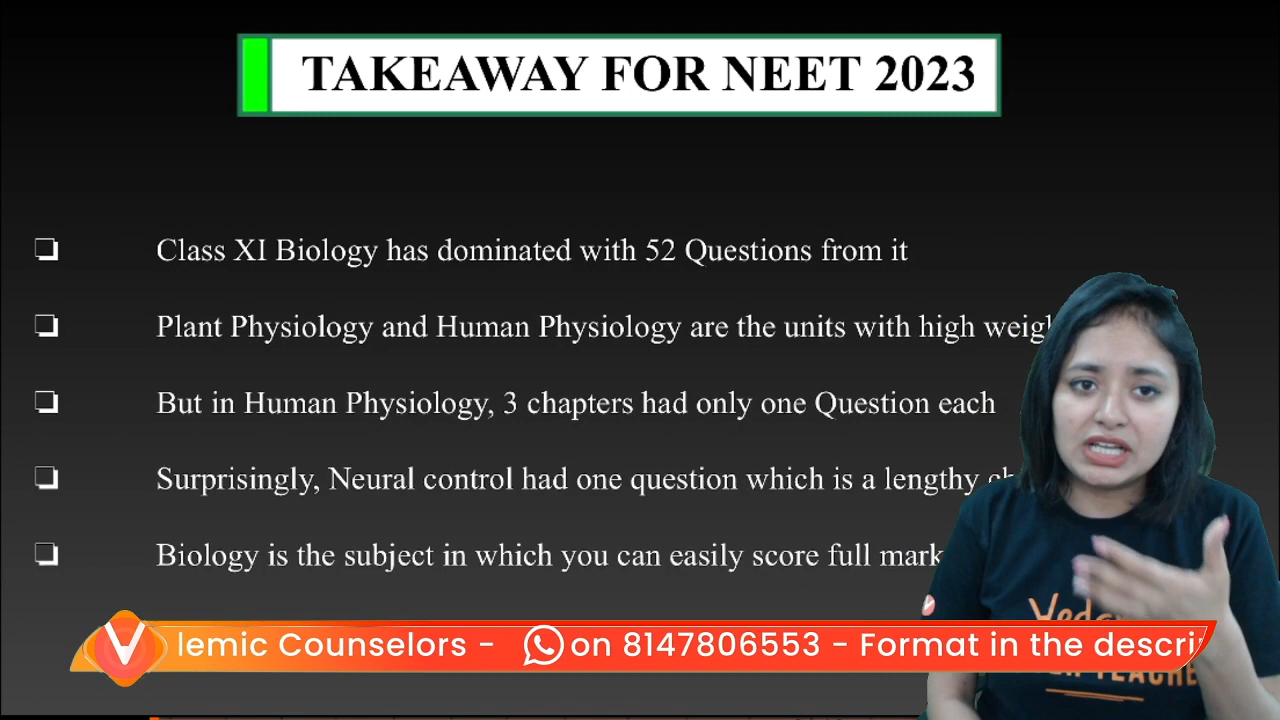 TAKEAWAY FOR NEET 2023
❏ Class XI Biology has dominated with 52 Questions from it
❏ Plant Physiology and Human Physiology are the units with high
❏ But in Human Physiology, 3 chapters had only one Question each
❏ Surprisingly, Neural control had one question which is a lengthy
❏ Biology is the subject in which you can easily score full
V lemic Counselors - on 8147806553 - Format in the